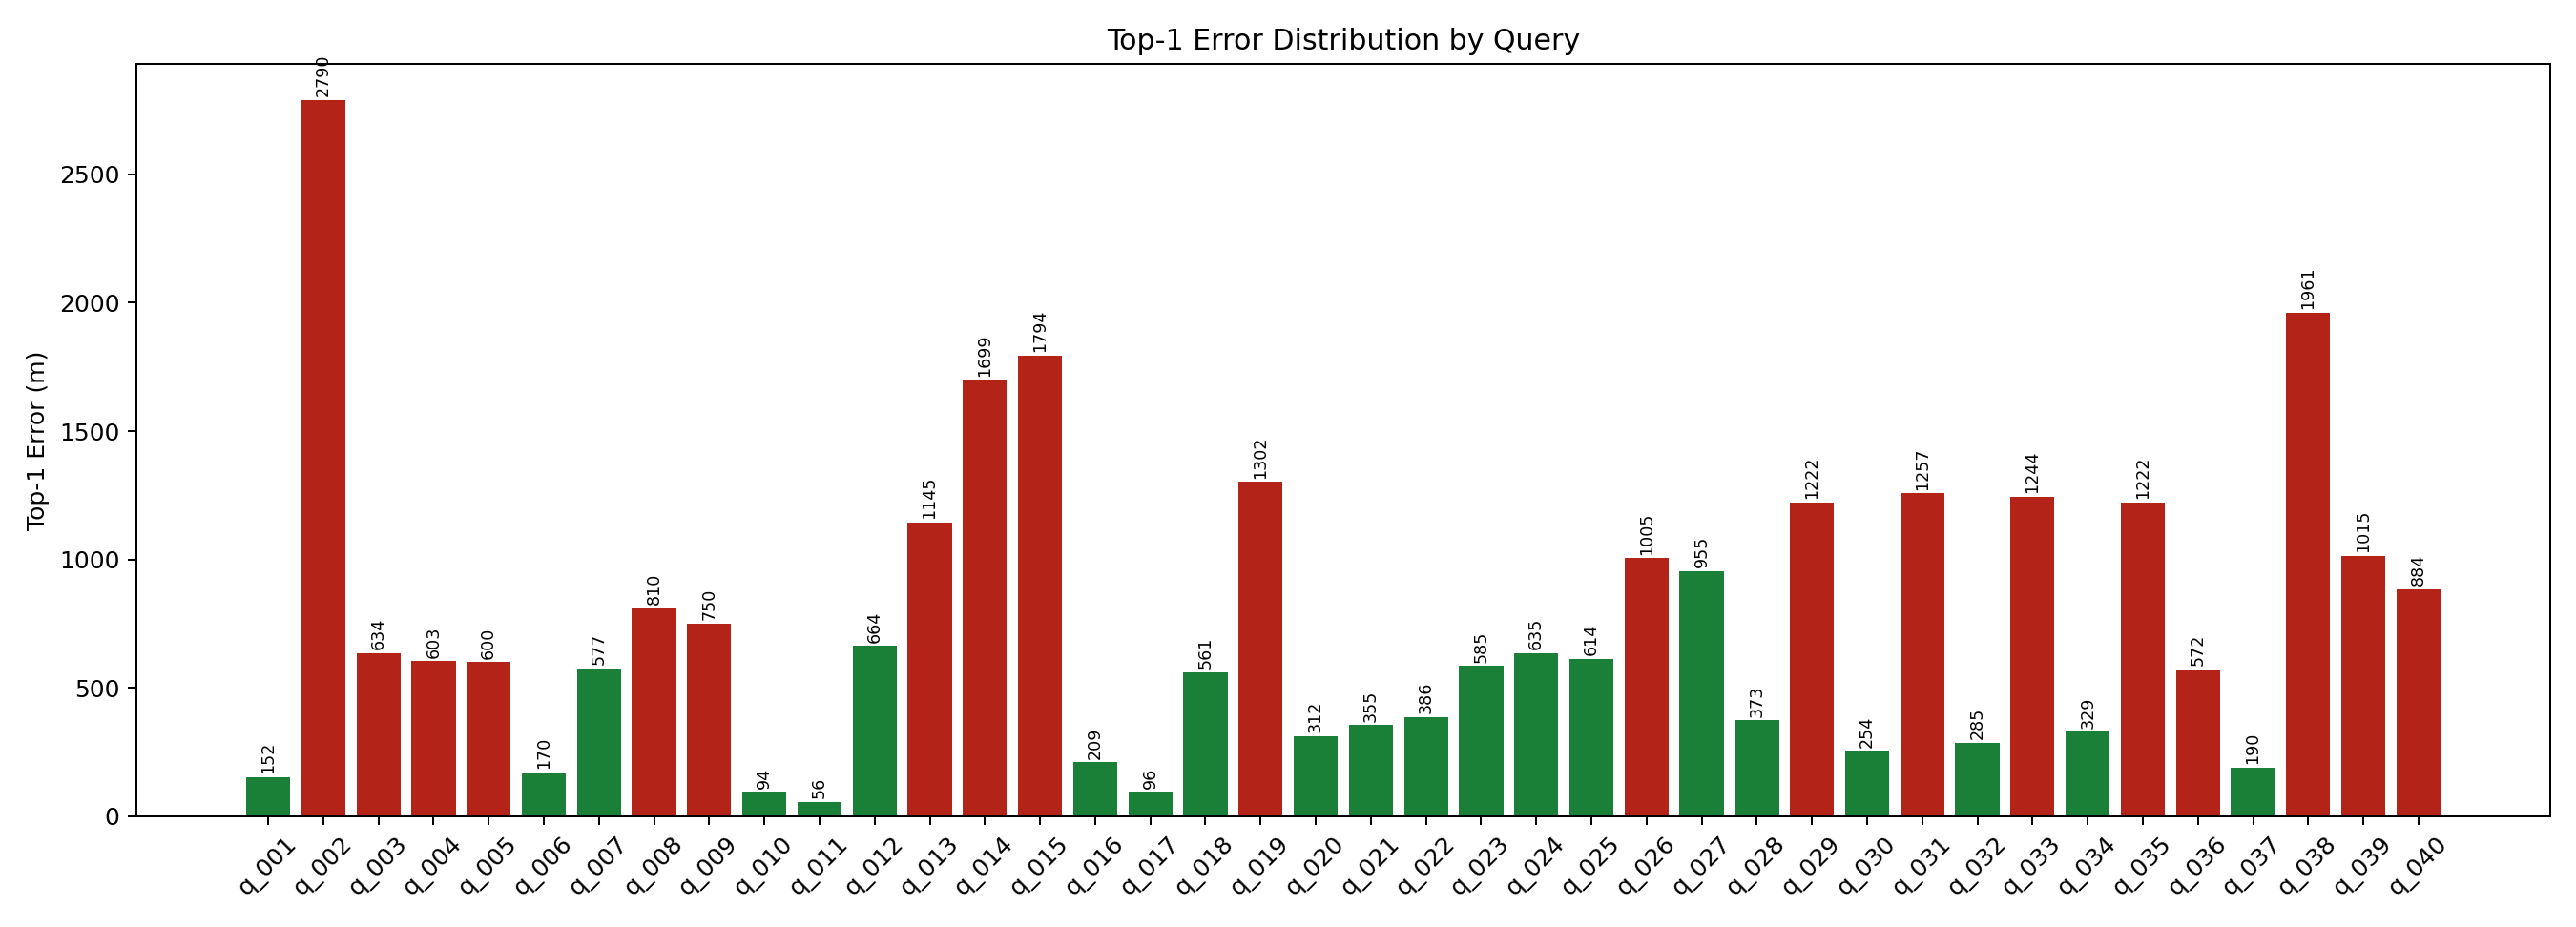 Top-1 Error Distribution by Query
Top-1 Error (m)
2500
2000
1500
1000
500
0
2790
634
603
600
152
170
577
810
750
94
56
664
1145
1699
1794
209
96
561
1302
312
355
386
585
635
614
1005
955
373
1222
254
1257
285
1244
329
1222
572
190
1961
1015
884
q_001
q_002
q_003
q_004
q_005
q_006
q_007
q_008
q_009
q_010
q_011
q_012
q_013
q_014
q_015
q_016
q_017
q_018
q_019
q_020
q_021
q_022
q_023
q_024
q_025
q_026
q_027
q_028
q_029
q_030
q_031
q_032
q_033
q_034
q_035
q_036
q_037
q_038
q_039
q_040